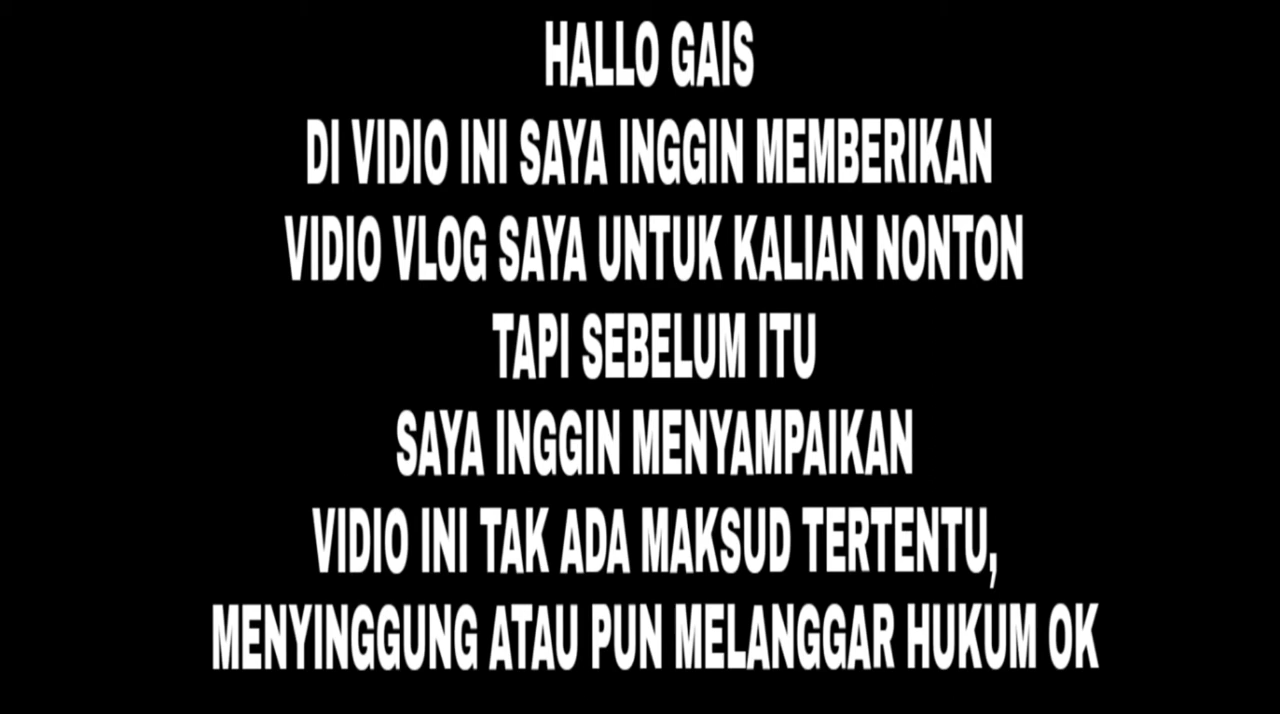 HALLO GAIS
DI VIDIO INI SAYA INGGIN MEMBERIKAN
VIDIO VLOG SAYA UNTUK KALIAN NONTON
TAPI SEBELUM ITU
SAYA INGGIN MENYAMPAIKAN
VIDIO INI TAK ADA MAKSUD TERTENTU,
MENYINGGUNG ATAU PUN MELANGGAR HUKUM OK